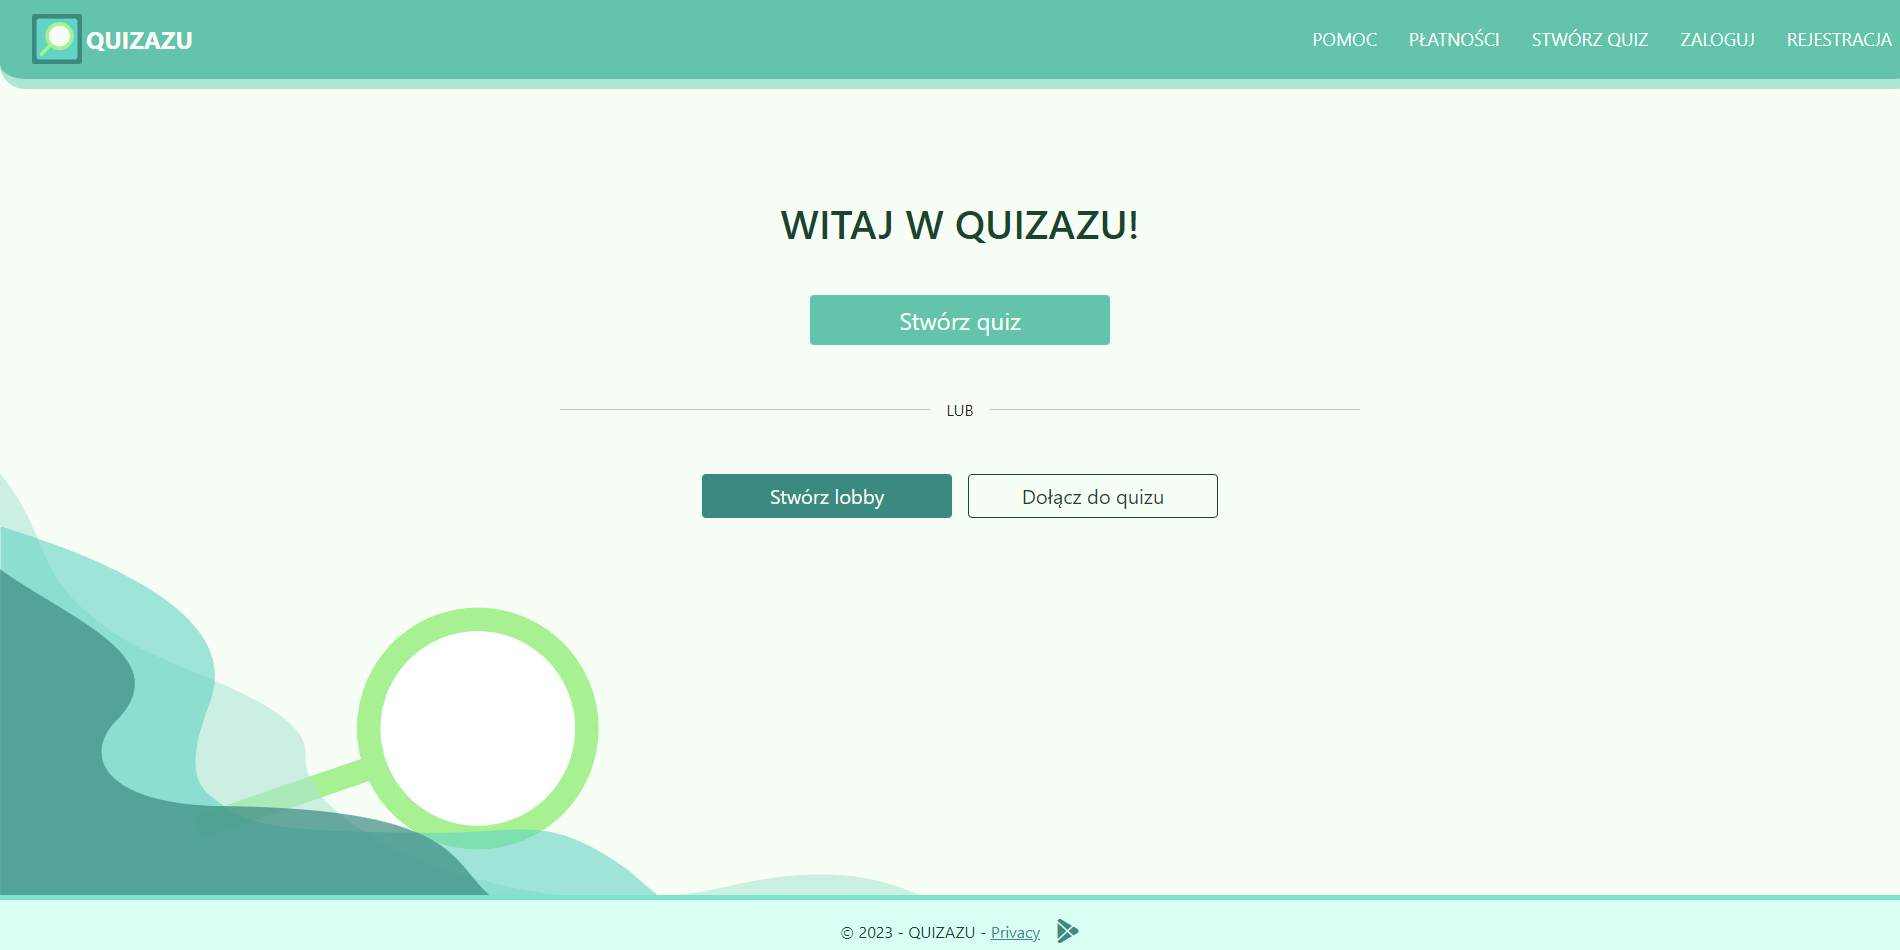 QUIZAZU
POMOC PŁATNOŚCI STWÓRZ QUIZ ZALOGUJ REJESTRACJA
WITAJ W QUIZAZU!
Stwórz quiz
LUB
Stwórz lobby
Dołącz do quizu
© 2023 - QUIZAZU - Privacy